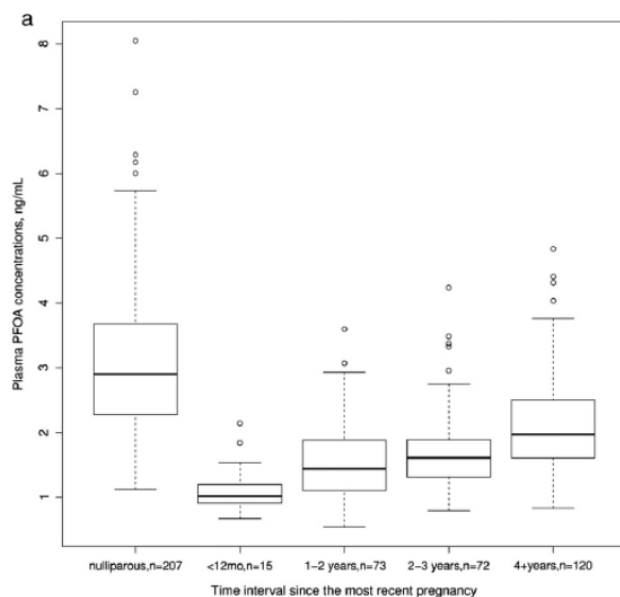 a
Plasma PFOA concentrations, ng/mL
8
7
6
5
4
3
2
1
nulliparous,n=207 <12mo,n=15 1−2 years,n=73 2−3 years,n=72 4+years,n=120
Time interval since the most recent pregnancy